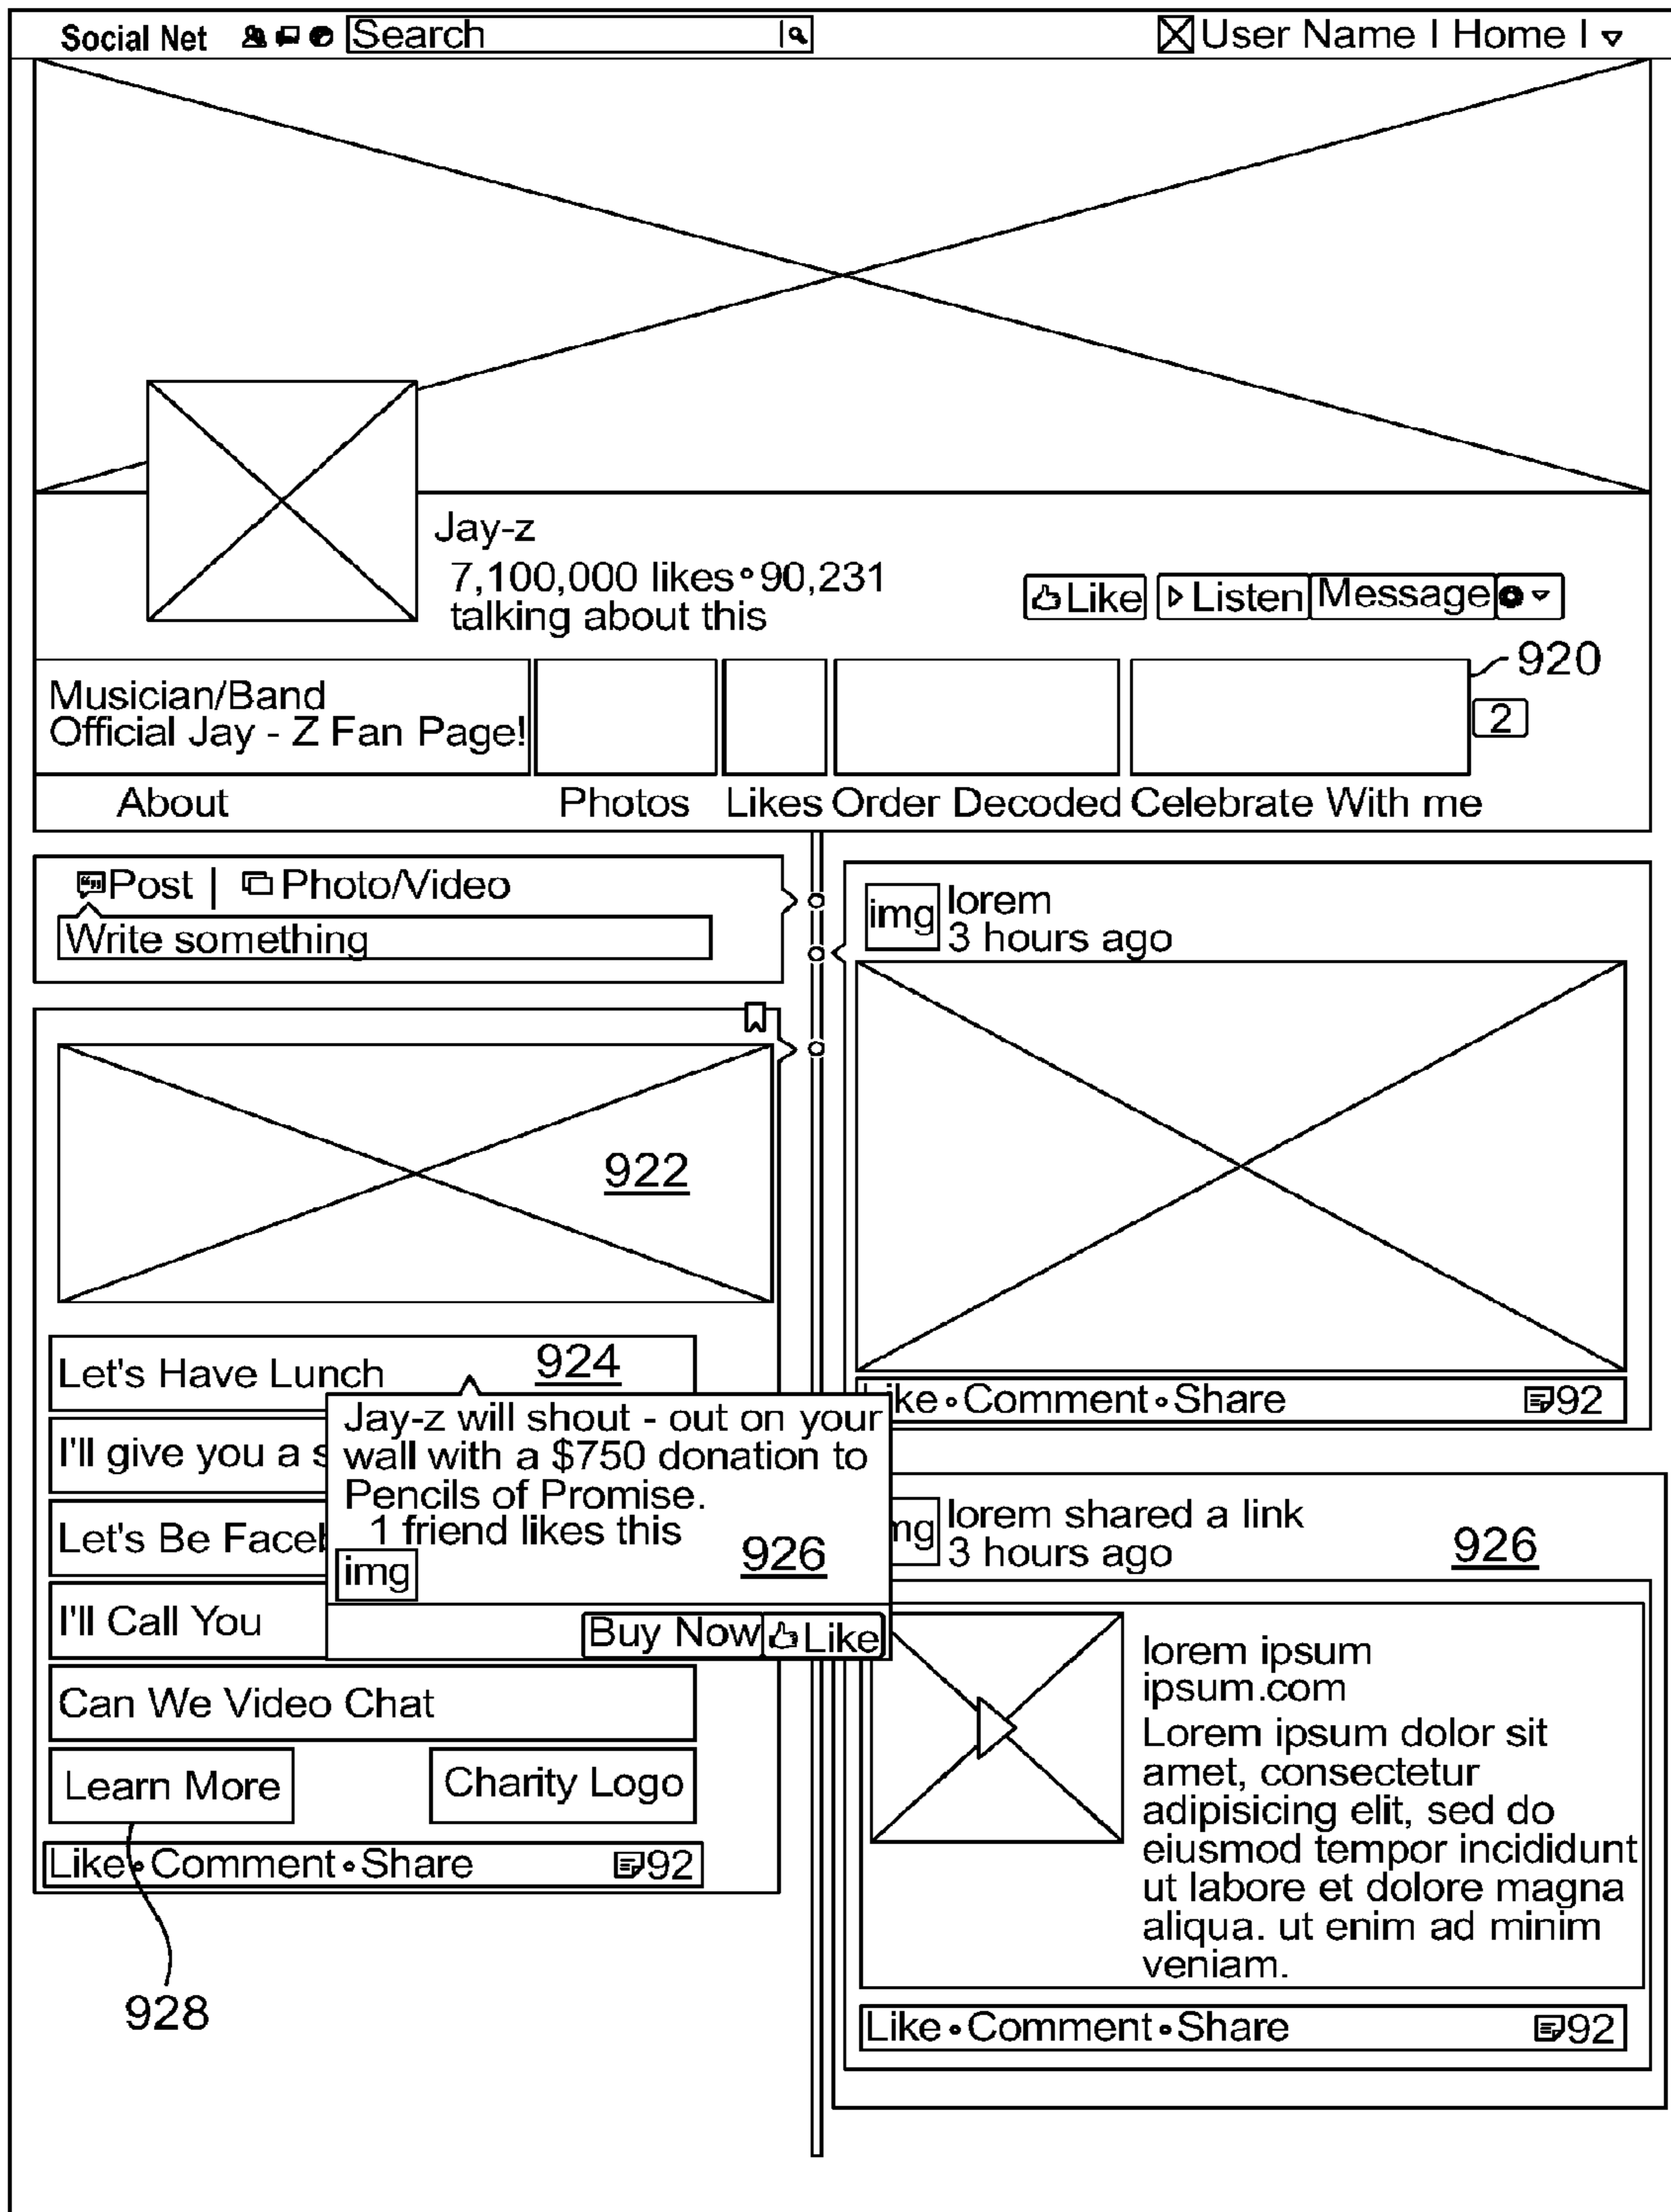 Social Net Search User Name | Home |
Jay-z
7,100,000 likes∘90,231
talking about this
Like Listen Message
920
Musician/Band
Official Jay - Z Fan Page!
2
About Photos Likes Order Decoded Celebrate With me
Post | Photo/Video
Write something
922
Let's Have Lunch 924
I'll give you a
Let's Be
I'll Call You
Jay-z will shout - out on your
wall with a $750 donation to
Pencils of Promise.
1 friend likes this
img
926
Buy Now Like
Can We Video Chat
Learn More Charity Logo
Like∘Comment∘Share 92
928
img lorem
3 hours ago
Comment∘Share 92
lorem shared a link
3 hours ago
926
lorem ipsum
ipsum.com
Lorem ipsum dolor sit
amet, consectetur
adipisicing elit, sed do
eiusmod tempor incididunt
ut labore et dolore magna
aliqua. ut enim ad minim
veniam.
Like∘Comment∘Share 92